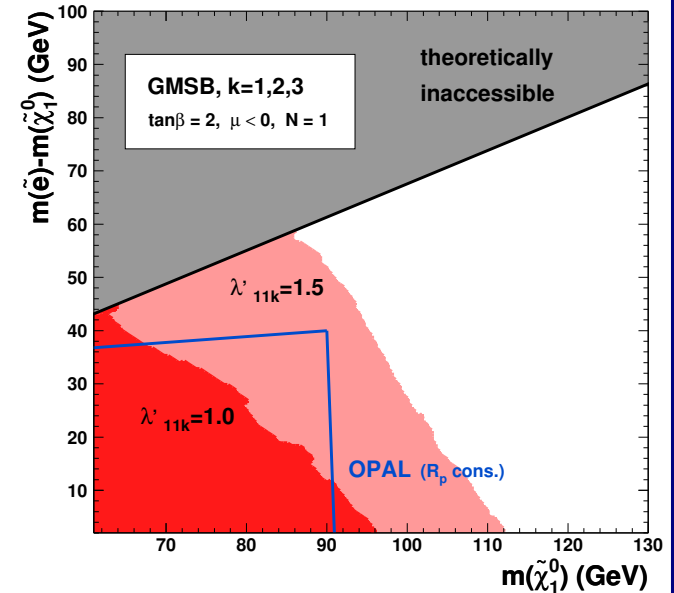 m(ẽ)-m(χ̃⁰₁) (GeV)
100
90
80
70
60
50
40
30
20
10
GMSB, k=1,2,3
tanβ = 2, μ < 0, N = 1
theoretically
inaccessible
λ'₁₁ₖ=1.5
λ'₁₁ₖ=1.0
OPAL (Rₚ cons.)
70 80 90 100 110 120 130
m(χ̃⁰₁) (GeV)